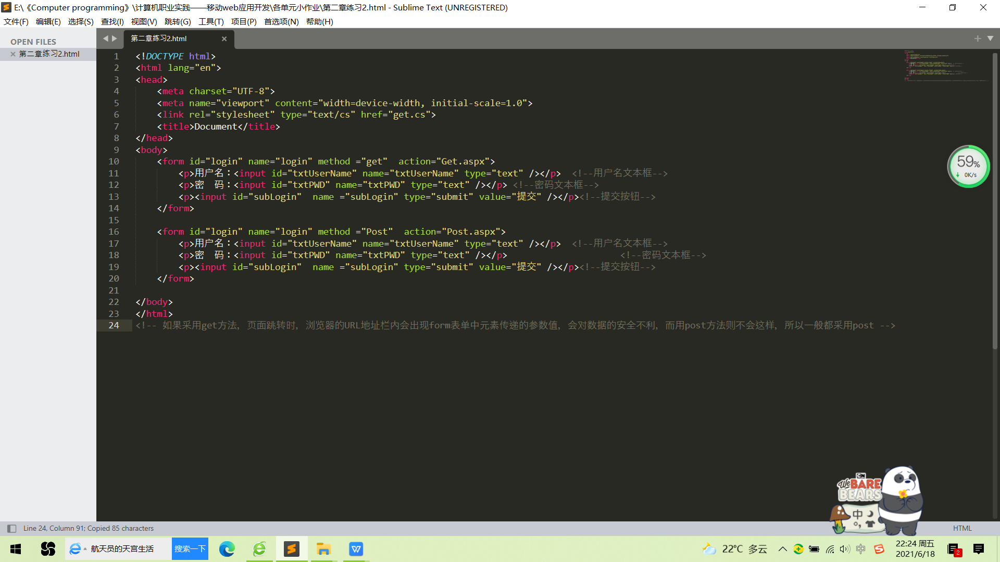 E:\《Computer programming》\计算机职业实践——移动web应用开发\各单元小作业\第二章练习2.html - Sublime Text (UNREGISTERED)
文件(F) 编辑(E) 选择(S) 查找(I) 视图(V) 跳转(G) 工具(T) 项目(P) 首选项(N) 帮助(H)
OPEN FILES
第二章练习2.html
第二章练习2.html
1 <!DOCTYPE html>
2 <html lang="en">
3 <head>
4 <meta charset="UTF-8">
5 <meta name="viewport" content="width=device-width, initial-scale=1.0">
6 <link rel="stylesheet" type="text/cs" href="get.cs">
7 <title>Document</title>
8 </head>
9 <body>
10 <form id="login" name="login" method ="get"  action="Get.aspx">
11 <p>用户名：<input id="txtUserName" name="txtUserName" type="text" /></p>  <!--用户名文本框-->
12 <p>密  码：<input id="txtPWD" name="txtPWD" type="text" /></p> <!--密码文本框-->
13 <p><input id="subLogin"  name ="subLogin" type="submit" value="提交" /></p><!--提交按钮-->
14 </form>
15
16 <form id="login" name="login" method ="Post"  action="Post.aspx">
17 <p>用户名：<input id="txtUserName" name="txtUserName" type="text" /></p>  <!--用户名文本框-->
18 <p>密  码：<input id="txtPWD" name="txtPWD" type="text" /></p> <!--密码文本框-->
19 <p><input id="subLogin"  name ="subLogin" type="submit" value="提交" /></p><!--提交按钮-->
20 </form>
21
22 </body>
23 </html>
24 <!-- 如果采用get方法, 页面跳转时, 浏览器的URL地址栏内会出现form表单中元素传递的参数值, 会对数据的安全不利, 而用post方法则不会这样, 所以一般都采用post -->
59%
0K/s
CN
We BARE BEARS
中
Line 24, Column 91; Copied 85 characters
HTML
航天员的天宫生活
搜索一下
22°C 多云
中
22:24 周五
2021/6/18
2